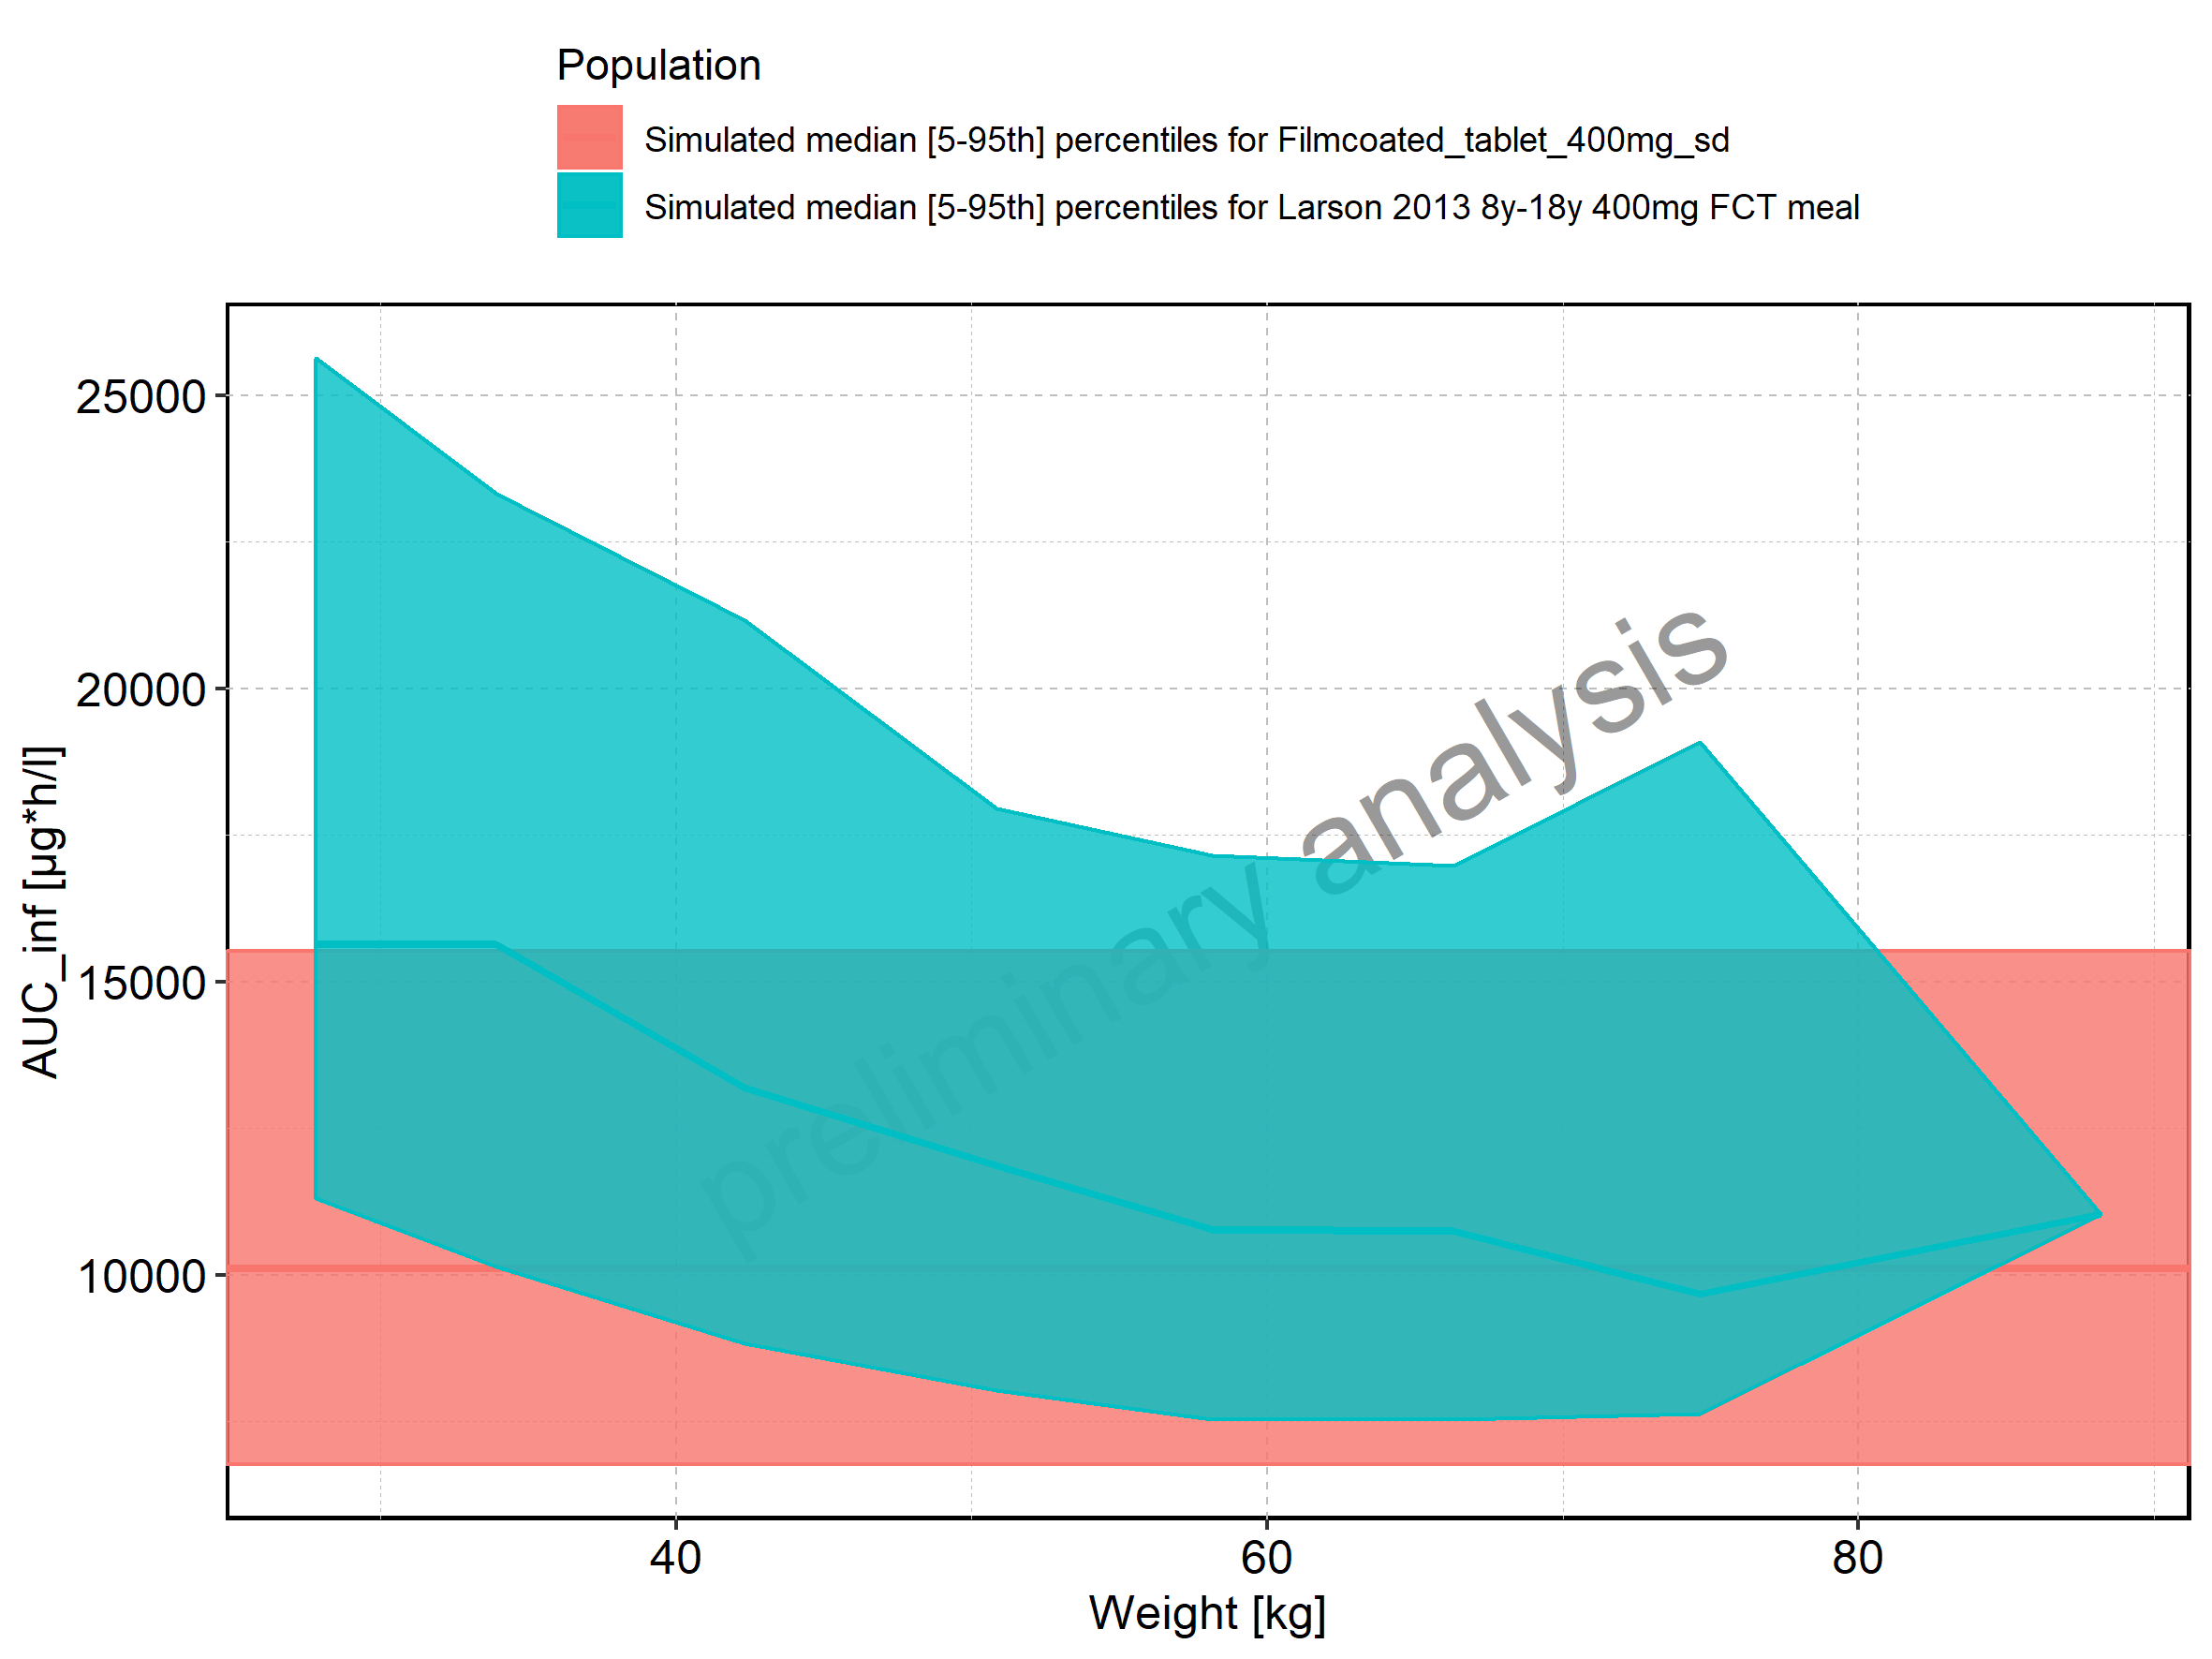 Population
Simulated median [5-95th] percentiles for Filmcoated_tablet_400mg_sd
Simulated median [5-95th] percentiles for Larson 2013 8y-18y 400mg FCT meal
25000
20000
15000
10000
AUC_inf [µg*h/l]
preliminary analysis
40
60
80
Weight [kg]